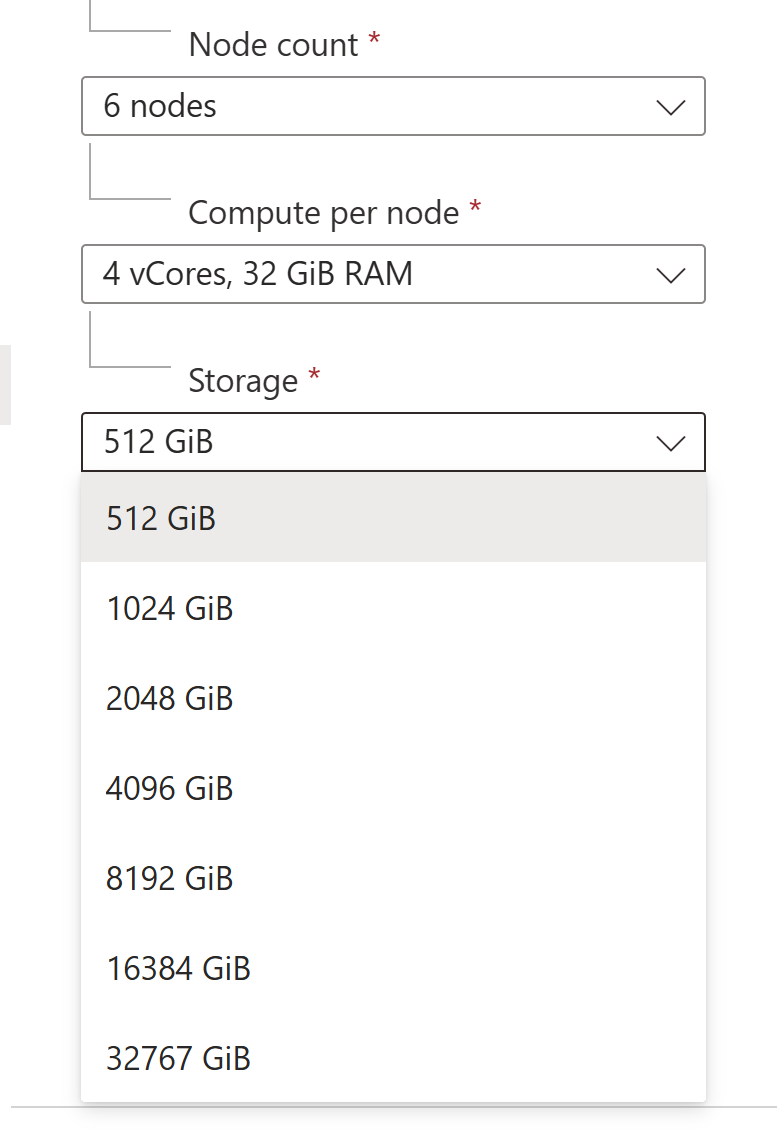 Node count *
6 nodes
Compute per node *
4 vCores, 32 GiB RAM
Storage *
512 GiB
512 GiB
1024 GiB
2048 GiB
4096 GiB
8192 GiB
16384 GiB
32767 GiB